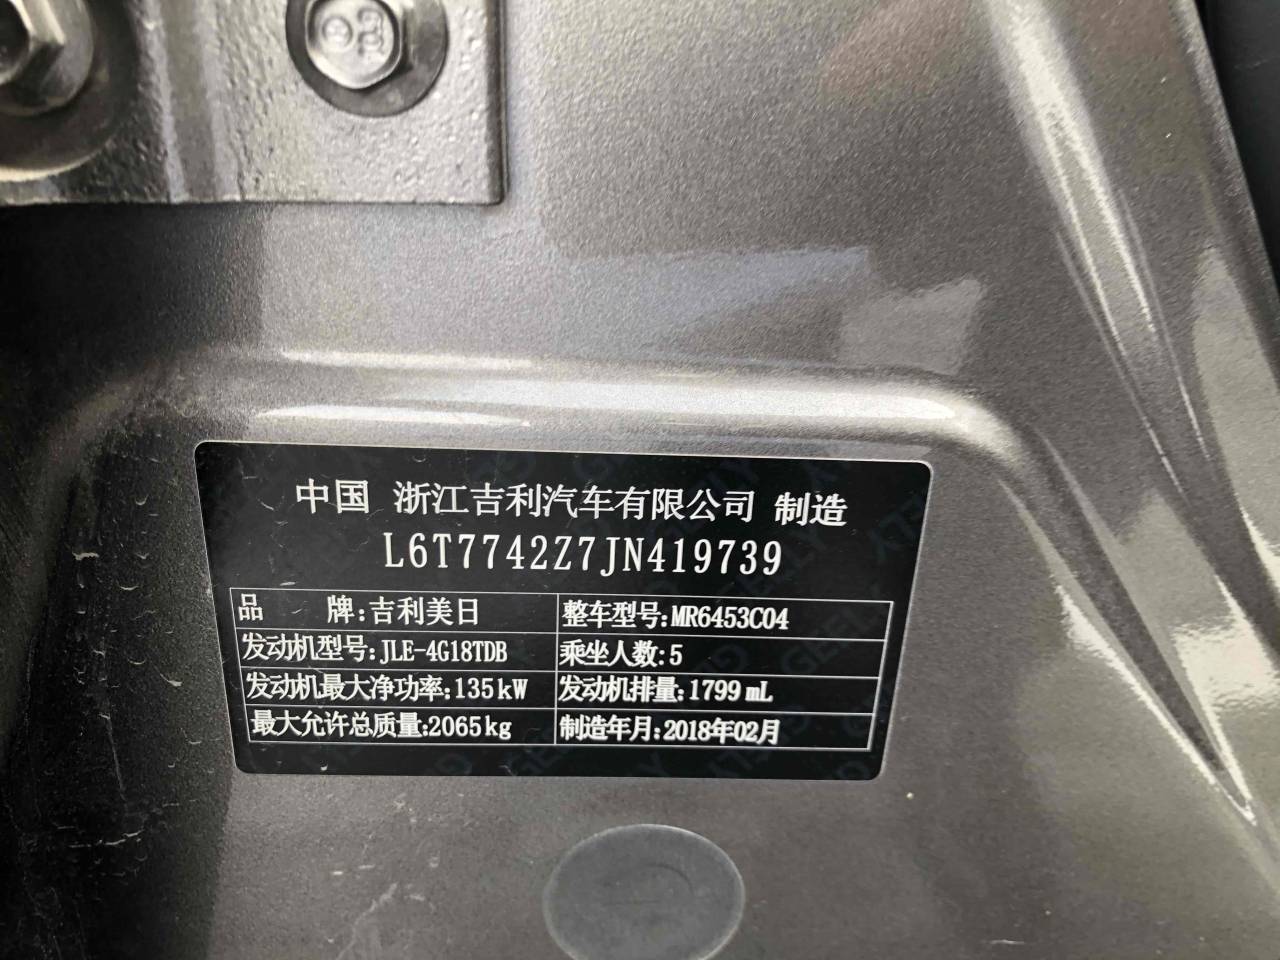 中国 浙江吉利汽车有限公司 制造
L6T7742Z7JN419739
品 牌:吉利美日 整车型号:MR6453C04
发动机型号:JLE-4G18TDB 乘坐人数:5
发动机最大净功率:135kW 发动机排量:1799mL
最大允许总质量:2065kg 制造年月:2018年02月